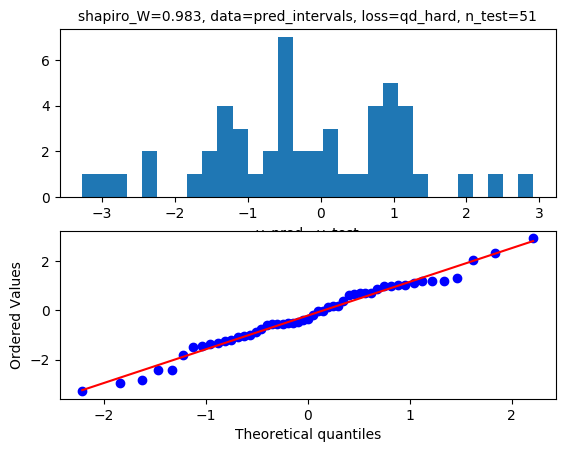 shapiro_W=0.983, data=pred_intervals, loss=qd_hard, n_test=51
6
4
2
0
−3 −2 −1 0 1 2 3
2
0
−2
Ordered Values
−2 −1 0 1 2
Theoretical quantiles